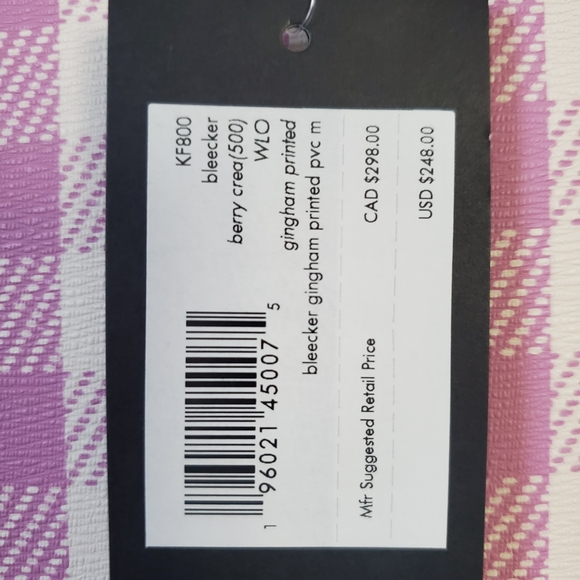 KF800
bleecker
berry crea(500)
WLO
gingham printed
bleecker gingham printed pvc m
1 96021 45007 5
Mfr Suggested Retail Price CAD $298.00
USD $248.00